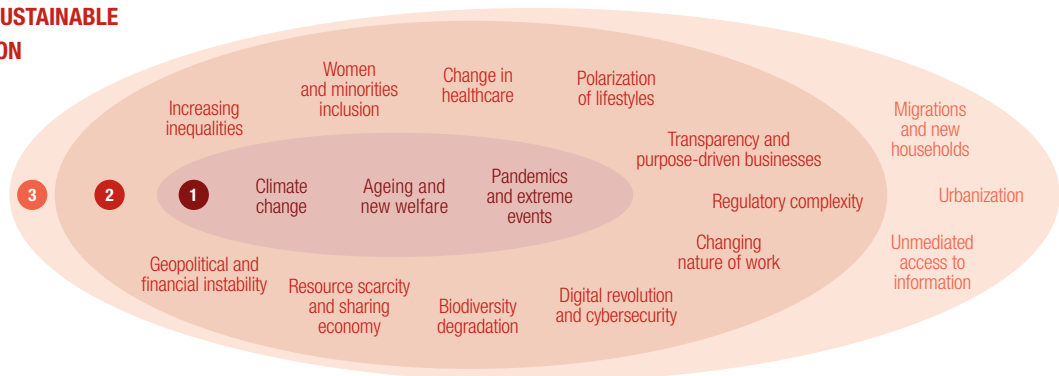 USTAINABLE
ON
Women
and minorities
inclusion
Change in
healthcare
Polarization
of lifestyles
Increasing
inequalities
Migrations
and new
households
Transparency and
purpose-driven businesses
3
2
1
Climate
change
Ageing and
new welfare
Pandemics
and extreme
events
Regulatory complexity
Urbanization
Changing
nature of work
Unmediated
access to
information
Geopolitical and
financial instability
Resource scarcity
and sharing
economy
Biodiversity
degradation
Digital revolution
and cybersecurity